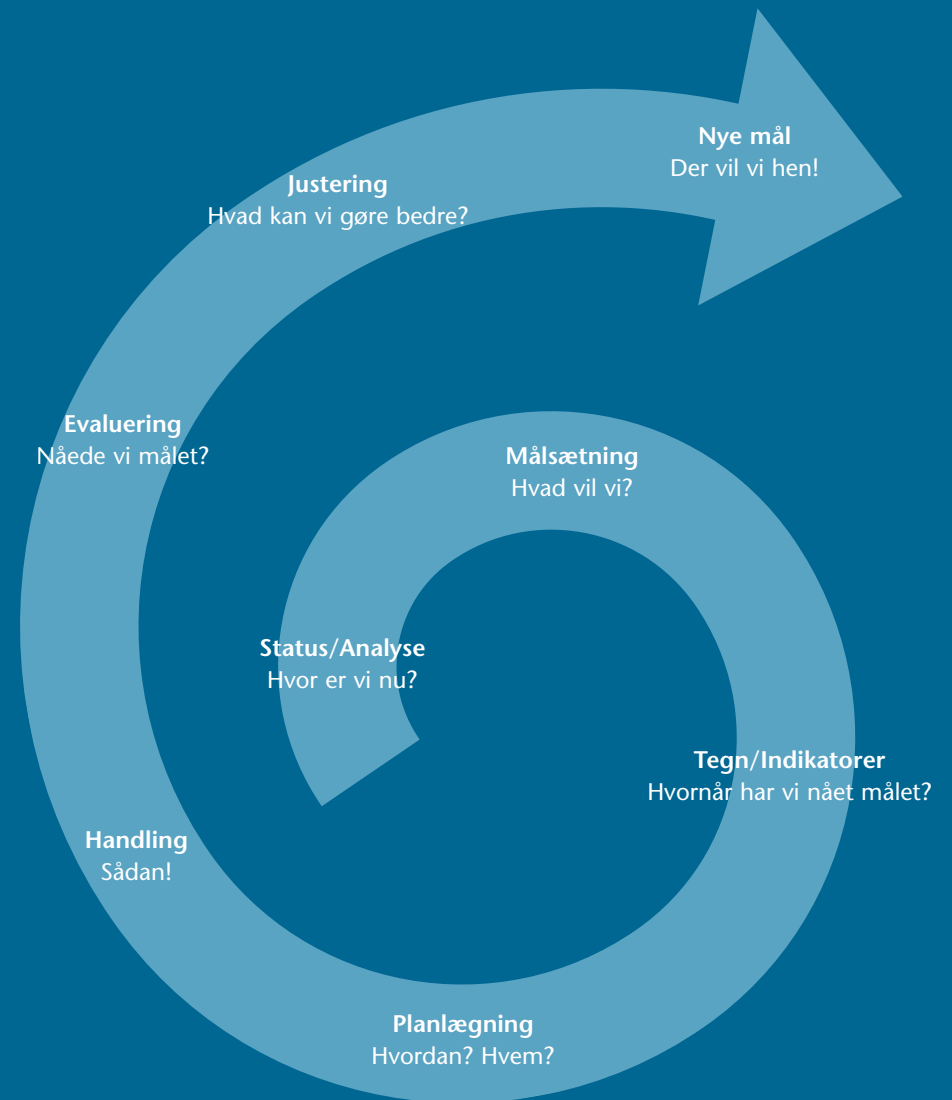 Nye mål
Der vil vi hen!
Justering
Hvad kan vi gøre bedre?
Evaluering
Nåede vi målet?
Målsætning
Hvad vil vi?
Status/Analyse
Hvor er vi nu?
Tegn/Indikatorer
Hvornår har vi nået målet?
Handling
Sådan!
Planlægning
Hvordan? Hvem?